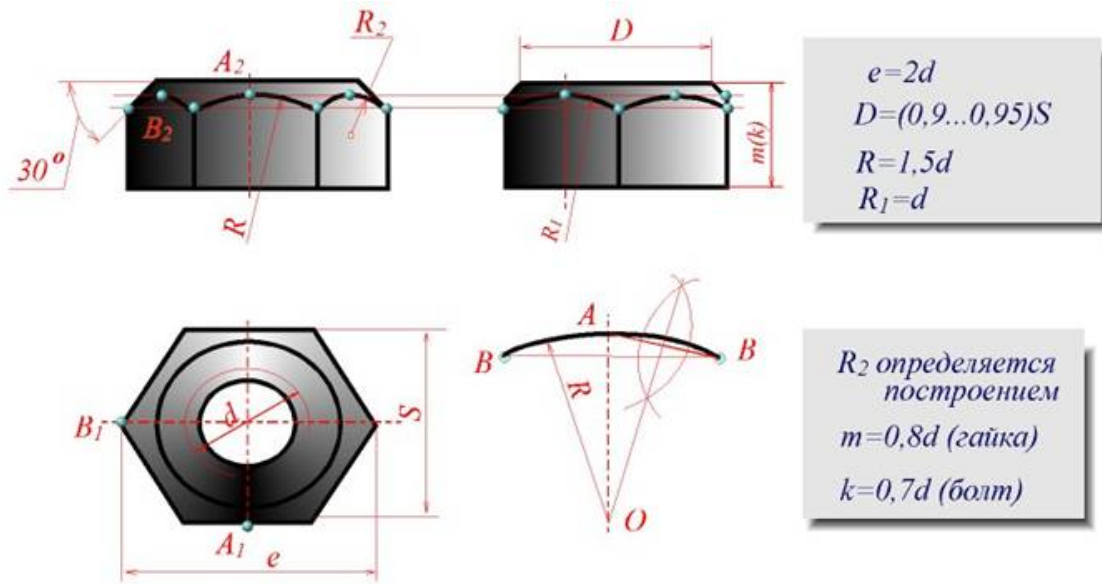 R2
D
A2
B2
30°
R
R1
m(k)
e=2d
D=(0,9...0,95)S
R=1,5d
R1=d
A
B
B
R
O
B1
d
S
A1
e
R2 определяется
построением
m=0,8d (гайка)
k=0,7d (болт)